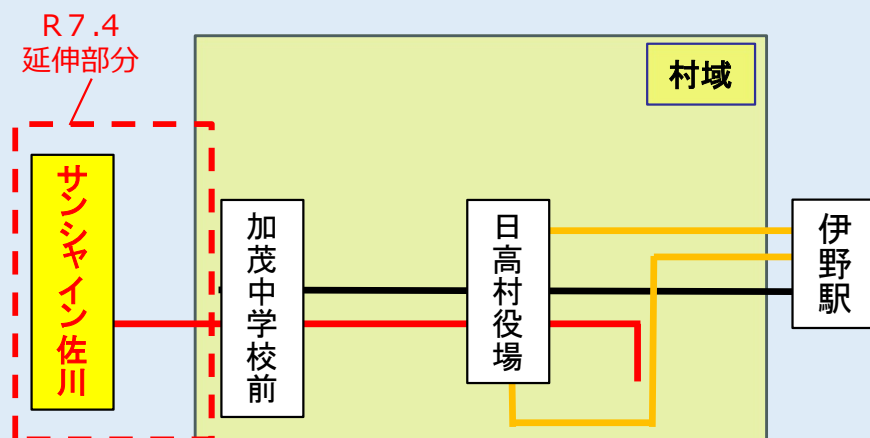 R7.4
延伸部分
村域
サンシャイン佐川
加茂中学校前
日高村役場
伊野駅